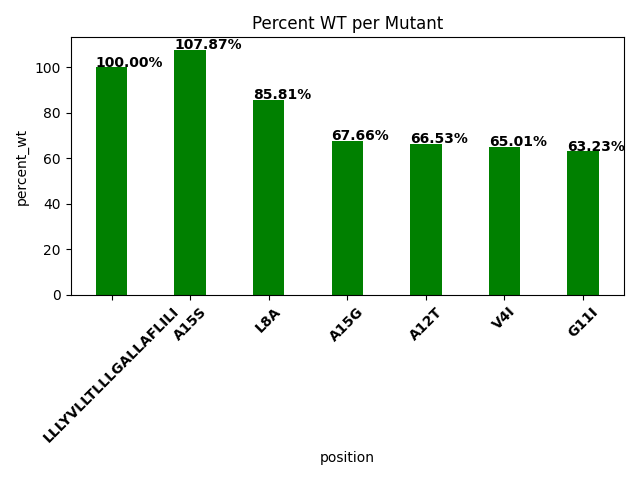 Percent WT per Mutant
percent_wt
100
80
60
40
20
0
100.00%
107.87%
85.81%
67.66%
66.53%
65.01%
63.23%
LLLYVLLTLLLGALLAFLILI
A15S
L8A
A15G
A12T
V4I
G11I
position